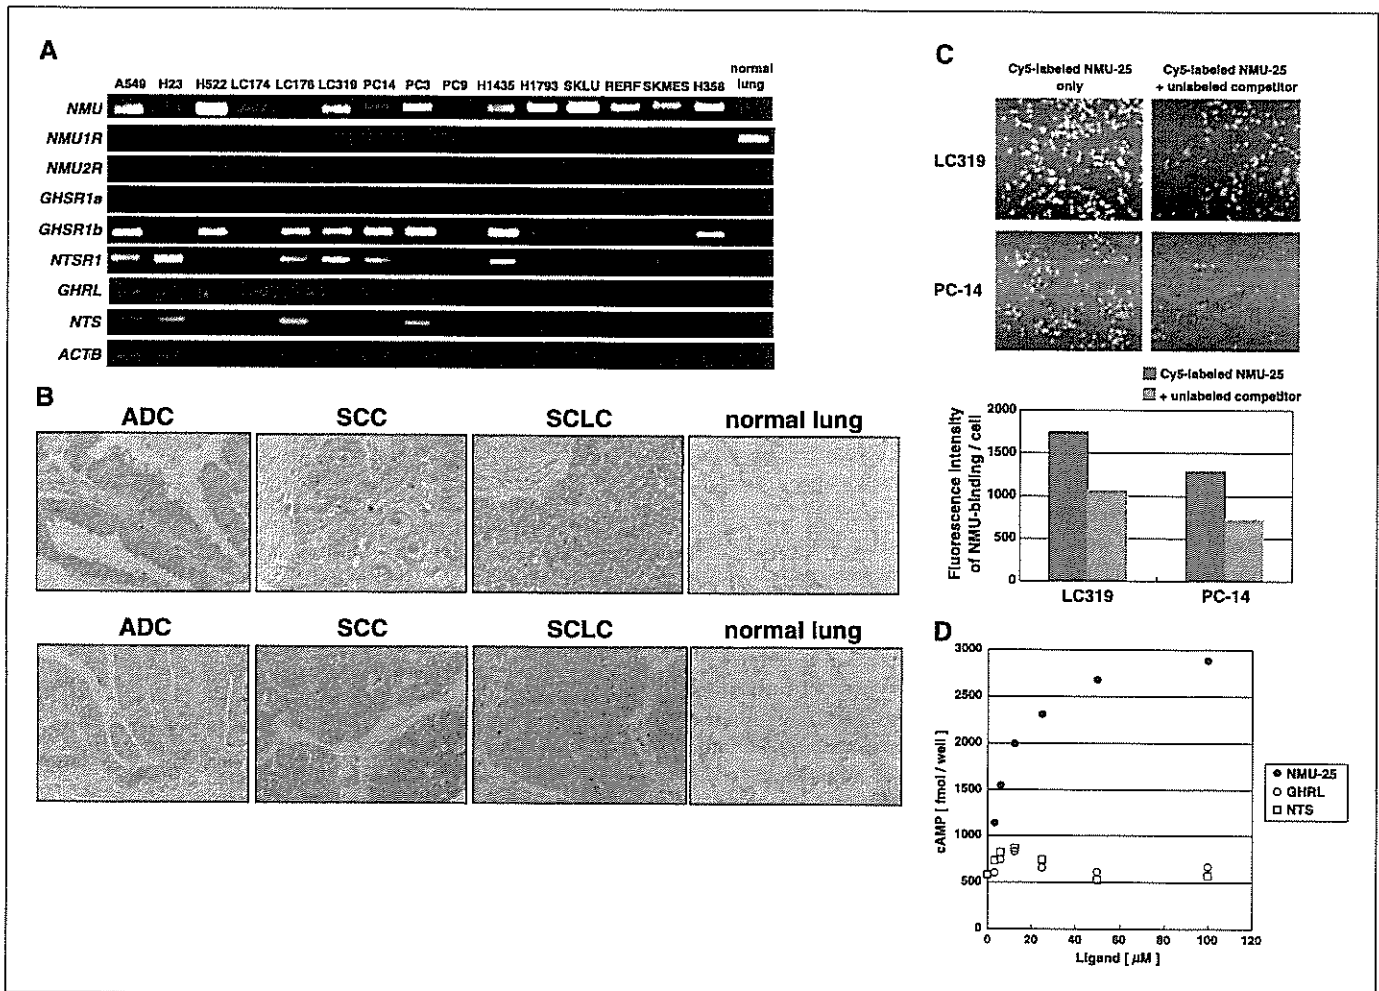 A
A549 H23 H522 LC174 LC176 LC319 PC14 PC3 PC9 H1435 H1793 SKLU RERF SKMES H358 normal lung
NMU
NMU1R
NMU2R
GHSR1a
GHSR1b
NTSR1
GHRL
NTS
ACTB
B
ADC SCC SCLC normal lung
ADC SCC SCLC normal lung
C
Cy5-labeled NMU-25 only
Cy5-labeled NMU-25 + unlabeled competitor
LC319
PC-14
Cy5-labeled NMU-25
+ unlabeled competitor
Fluorescence intensity
of NMU-binding / cell
2000
1500
1000
500
0
LC319 PC-14
D
cAMP [ fmol / well ]
3000
2500
2000
1500
1000
500
0
0 20 40 60 80 100 120
Ligand [ μM ]
NMU-25
GHRL
NTS